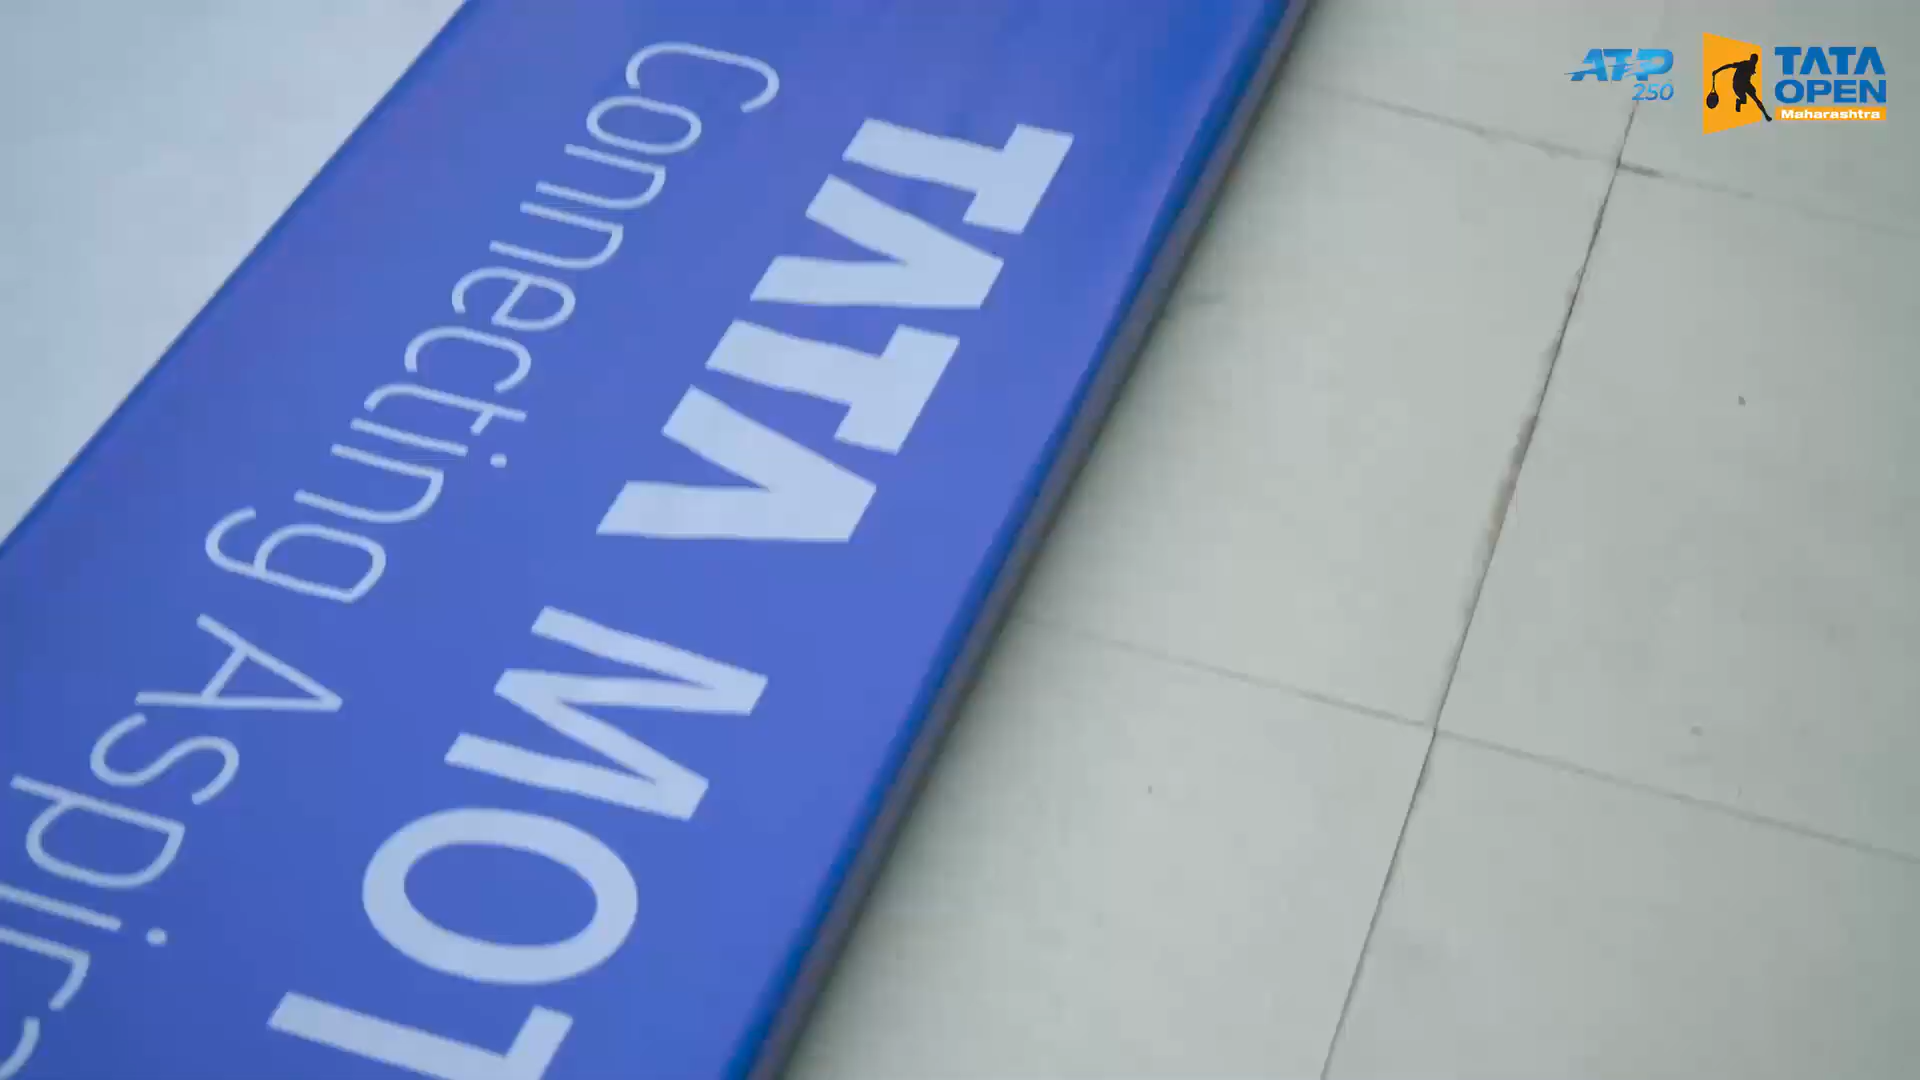 TATA MOT
Connecting Aspir
ATP
250
TATA
OPEN
Maharashtra